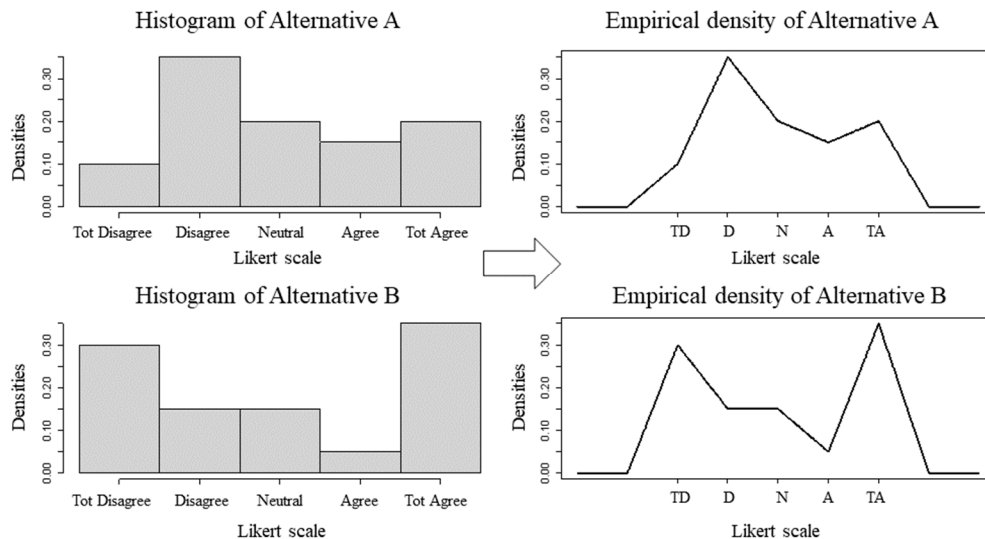 Histogram of Alternative A
Densities
0.00 0.10 0.20 0.30
Tot Disagree Disagree Neutral Agree Tot Agree
Likert scale
Empirical density of Alternative A
Densities
0.00 0.10 0.20 0.30
TD D N A TA
Likert scale
Histogram of Alternative B
Densities
0.00 0.10 0.20 0.30
Tot Disagree Disagree Neutral Agree Tot Agree
Likert scale
Empirical density of Alternative B
Densities
0.00 0.10 0.20 0.30
TD D N A TA
Likert scale